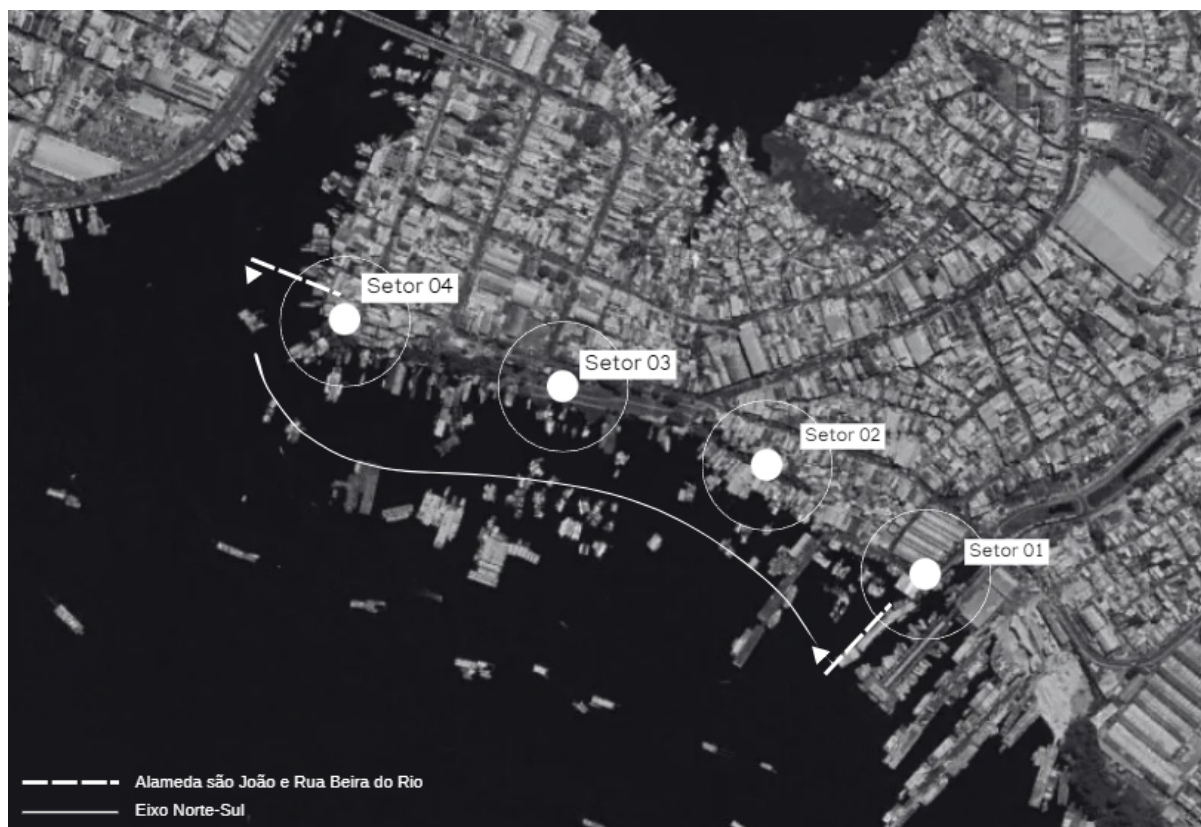 Setor 04
Setor 03
Setor 02
Setor 01
Alameda são João e Rua Beira do Rio
Eixo Norte-Sul